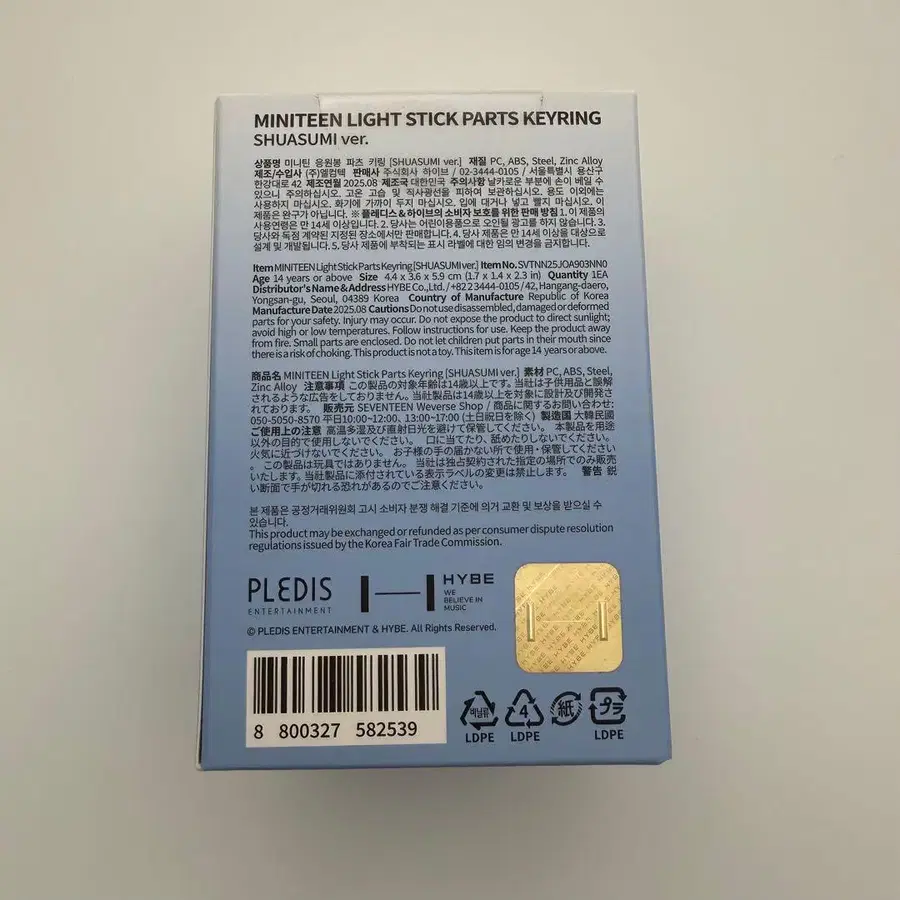 MINITEEN LIGHT STICK PARTS KEYRING
SHUASUMI ver.
상품명 미니틴 응원봉 파츠 키링 [SHUASUMI ver.] 재질 PC, ABS, Steel, Zinc Alloy
제조/수입사 (주)엘컴텍 판매사 주식회사 하이브 / 02-3444-0105 / 서울특별시 용산구
한강대로 42 제조연월 2025.08 제조국 대한민국 주의사항 날카로운 부분에 손이 베일 수
있으니 주의하십시오. 고온 고습 및 직사광선을 피하여 보관하십시오. 용도 이외에는
사용하지 마십시오. 화기에 가까이 두지 마십시오. 입에 대거나 넣고 빨지 마십시오. 이
제품은 완구가 아닙니다. ※ 플레디스 & 하이브의 소비자 보호를 위한 판매 방침 1. 이 제품의
사용연령은 만 14세 이상입니다. 2. 당사는 어린이용품으로 오인될 광고를 하지 않습니다. 3.
당사와 독점 계약된 지정된 장소에서만 판매합니다. 4. 당사 제품은 만 14세 이상을 대상으로
설계 및 개발됩니다. 5. 당사 제품에 부착되는 표시 라벨에 대한 임의 변경을 금지합니다.
Item MINITEEN Light Stick Parts Keyring [SHUASUMI ver.] Item No. SVTNN25JOA903NN0
Age 14 years or above Size 4.4 x 3.6 x 5.9 cm (1.7 x 1.4 x 2.3 in) Quantity 1EA
Distributor's Name & Address HYBE Co.,Ltd. / +82 2 3444-0105 / 42, Hangang-daero,
Yongsan-gu, Seoul, 04389 Korea Country of Manufacture Republic of Korea
Manufacture Date 2025.08 Cautions Do not use disassembled, damaged or deformed
parts for your safety. Injury may occur. Do not expose the product to direct sunlight;
avoid high or low temperatures. Follow instructions for use. Keep the product away
from fire. Small parts are enclosed. Do not let children put parts in their mouth since
there is a risk of choking. This product is not a toy. This item is for age 14 years or above.
商品名 MINITEEN Light Stick Parts Keyring [SHUASUMI ver.] 素材 PC, ABS, Steel,
Zinc Alloy 注意事項 この製品の対象年齢は14歳以上です。当社は子供用品と誤解
されるような広告をしておりません。当社製品は14歳以上を対象に設計及び開発さ
れております。 販売元 SEVENTEEN Weverse Shop / 商品に関するお問い合わせ:
050-5050-8570 平日10:00~12:00、13:00~17:00 (土日祝日を除く) 製造国 大韓民国
ご使用上の注意 高温多湿及び直射日光を避けて保管してください。 本製品を用途
以外の目的で使用しないでください。 口に当てたり、舐めたりしないでください。
火気に近づけないでください。 お子様の手の届かない所で使用・保管してください
。 この製品は玩具ではありません。 当社は独占契約された指定の場所でのみ販売
いたします。当社製品に添付されている表示ラベルの変更は禁止します。 警告 鋭
い断面で手が切れる恐れがあるのでご注意ください。
본 제품은 공정거래위원회 고시 소비자 분쟁 해결 기준에 의거 교환 및 보상을 받으실 수
있습니다.
This product may be exchanged or refunded as per consumer dispute resolution
regulations issued by the Korea Fair Trade Commission.
PLEDIS
ENTERTAINMENT
HYBE
WE
BELIEVE IN
MUSIC
© PLEDIS ENTERTAINMENT & HYBE. All Rights Reserved.
8 800327 582539
비닐류
LDPE
4
LDPE
紙
プラ
LDPE